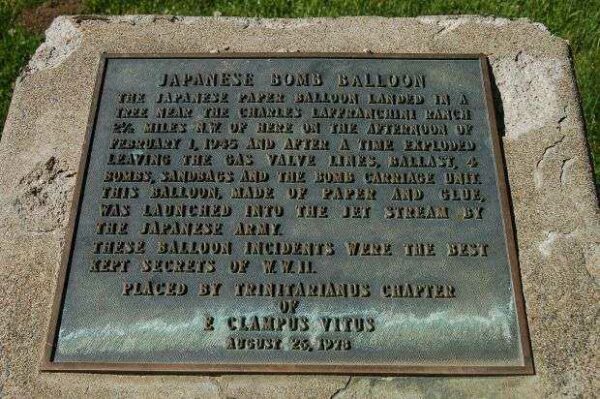 JAPANESE BOMB BALLOON
THE JAPANESE PAPER BALLOON LANDED IN A
TREE NEAR THE CHARLES LAFFRANCHINI RANCH
2½ MILES N.W. OF HERE ON THE AFTERNOON OF
FEBRUARY 1, 1945 AND AFTER A TIME EXPLODED
LEAVING THE GAS VALVE LINES, BALLAST, 4
BOMBS, SANDBAGS AND THE BOMB CARRIAGE UNIT.
THIS BALLOON, MADE OF PAPER AND GLUE,
WAS LAUNCHED INTO THE JET STREAM BY
THE JAPANESE ARMY.
THESE BALLOON INCIDENTS WERE THE BEST
KEPT SECRETS OF W.W.II.
PLACED BY TRINITARIANUS CHAPTER
OF
E CLAMPUS VITUS
AUGUST 26, 1978